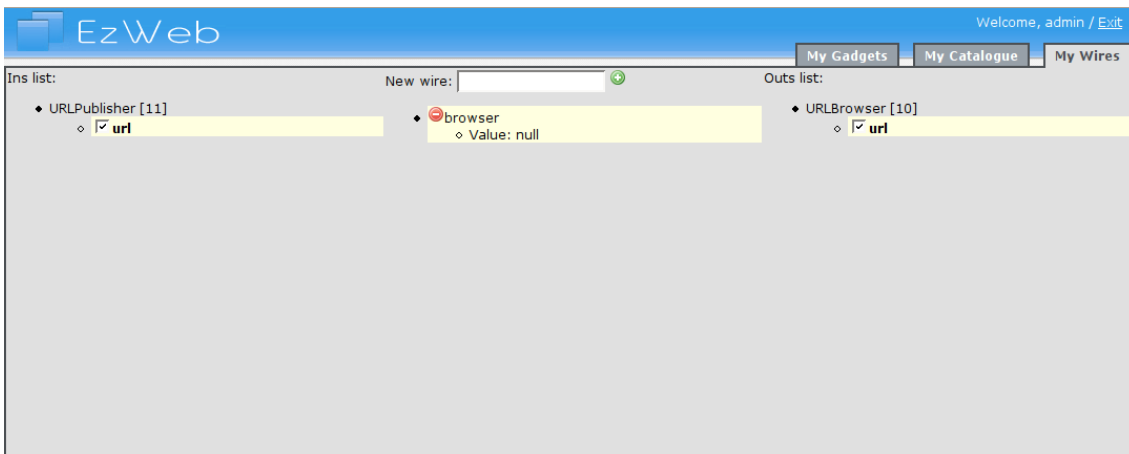 EzWeb
Welcome, admin / Exit
My Gadgets My Catalogue My Wires
Ins list:
New wire:
Outs list:
URLPublisher [11]
url
browser
Value: null
URLBrowser [10]
url